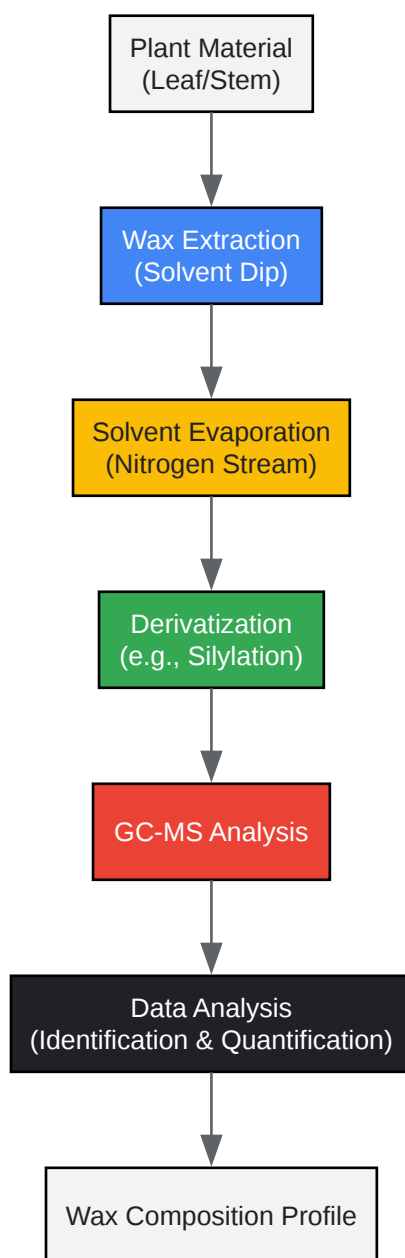 Plant Material
(Leaf/Stem)
Wax Extraction
(Solvent Dip)
Solvent Evaporation
(Nitrogen Stream)
Derivatization
(e.g., Silylation)
GC-MS Analysis
Data Analysis
(Identification & Quantification)
Wax Composition Profile